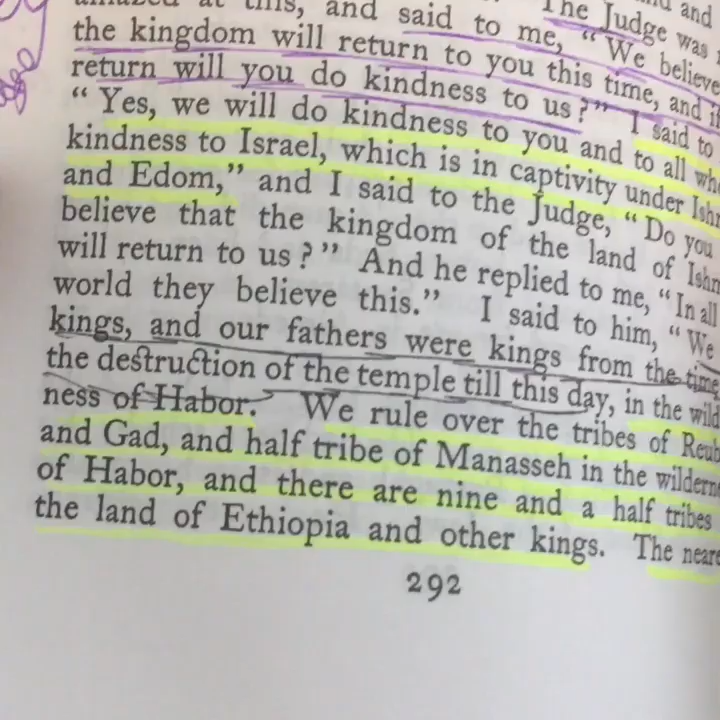 at this, and said to me, "The Judge was
the kingdom will return to you this time, and if
return will you do kindness to us?" I said to
"Yes, we will do kindness to you and to all
kindness to Israel, which is in captivity under
and Edom," and I said to the Judge, "Do you
believe that the kingdom of the land of
will return to us?" And he replied to me, "In all
world they believe this." I said to him, "We
kings, and our fathers were kings from the time
the destruction of the temple till this day, in the wild
ness of Habor. We rule over the tribes of Reub
and Gad, and half tribe of Manasseh in the wilderne
of Habor, and there are nine and a half tribes
the land of Ethiopia and other kings. The neare
292